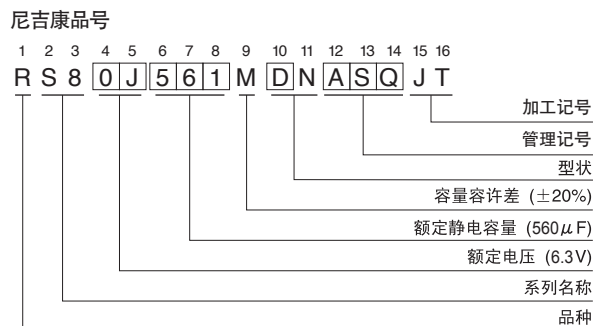 尼吉康品号
1 2 3 4 5 6 7 8 9 10 11 12 13 14 15 16
R S 8 0 J 5 6 1 M D N A S Q J T
加工记号
管理记号
型状
容量容许差 (±20%)
额定静电容量 (560μF)
额定电压 (6.3V)
系列名称
品种